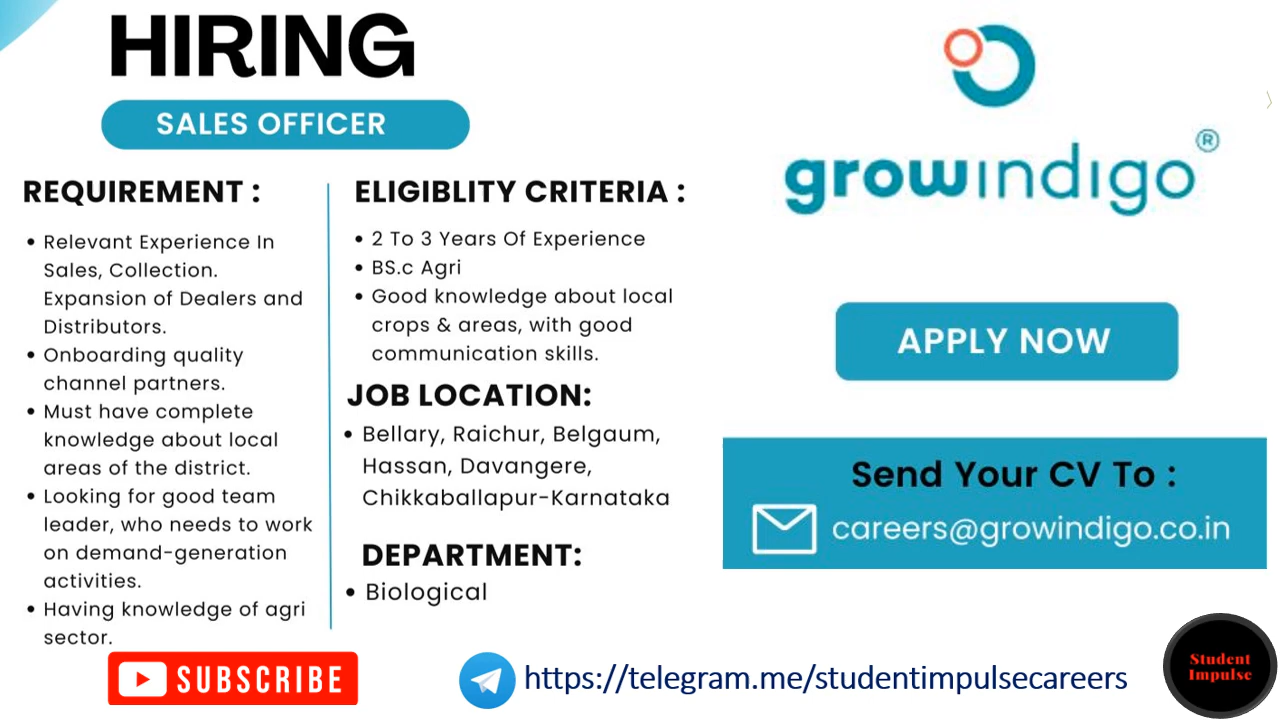 HIRING
SALES OFFICER
REQUIREMENT :
• Relevant Experience In
Sales, Collection.
Expansion of Dealers and
Distributors.
• Onboarding quality
channel partners.
• Must have complete
knowledge about local
areas of the district.
• Looking for good team
leader, who needs to work
on demand-generation
activities.
• Having knowledge of agri
sector.
ELIGIBLITY CRITERIA :
• 2 To 3 Years Of Experience
• BS.c Agri
• Good knowledge about local
crops & areas, with good
communication skills.
JOB LOCATION:
• Bellary, Raichur, Belgaum,
Hassan, Davangere,
Chikkaballapur-Karnataka
DEPARTMENT:
• Biological
growindigo®
APPLY NOW
Send Your CV To :
careers@growindigo.co.in
SUBSCRIBE
https://telegram.me/studentimpulsecareers
Student
Impulse